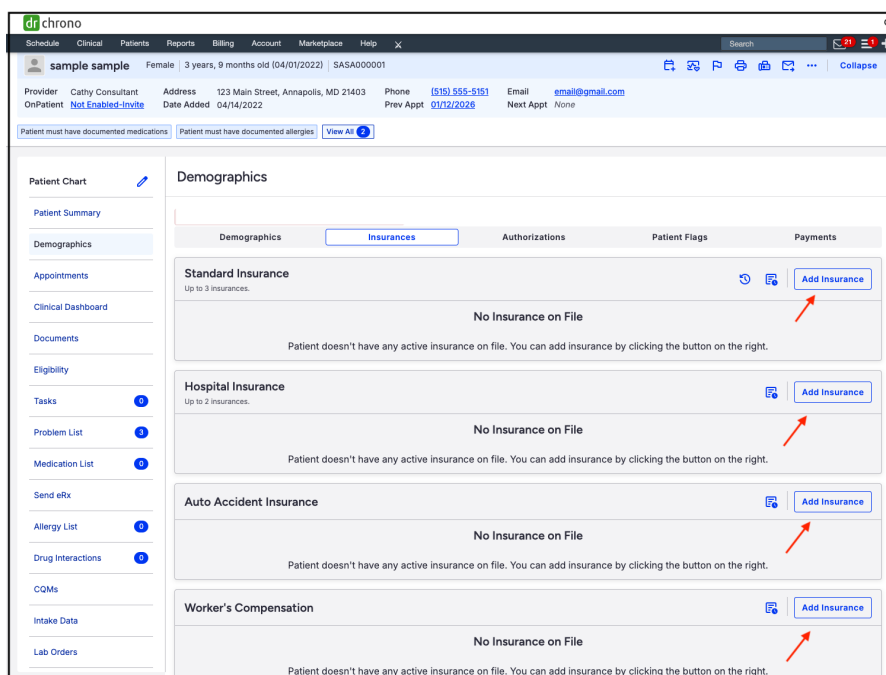 dr chrono
Schedule Clinical Patients Reports Billing Account Marketplace Help Search 21 1
sample sample Female 3 years, 9 months old (04/01/2022) SASA000001 Collapse
Provider Cathy Consultant Address 123 Main Street, Annapolis, MD 21403 Phone (515) 555-5151 Email email@gmail.com
OnPatient Not Enabled-Invite Date Added 04/14/2022 Prev Appt 01/12/2026 Next Appt None
Patient must have documented medications Patient must have documented allergies View All 2
Patient Chart
Patient Summary
Demographics
Appointments
Clinical Dashboard
Documents
Eligibility
Tasks 0
Problem List 3
Medication List 0
Send eRx
Allergy List 0
Drug Interactions 0
CQMs
Intake Data
Lab Orders
Demographics
Demographics Insurances Authorizations Patient Flags Payments
Standard Insurance Add Insurance
Up to 3 insurances.
No Insurance on File
Patient doesn't have any active insurance on file. You can add insurance by clicking the button on the right.
Hospital Insurance Add Insurance
Up to 2 insurances.
No Insurance on File
Patient doesn't have any active insurance on file. You can add insurance by clicking the button on the right.
Auto Accident Insurance Add Insurance
No Insurance on File
Patient doesn't have any active insurance on file. You can add insurance by clicking the button on the right.
Worker's Compensation Add Insurance
No Insurance on File
Patient doesn't have any active insurance on file. You can add insurance by clicking the button on the right.